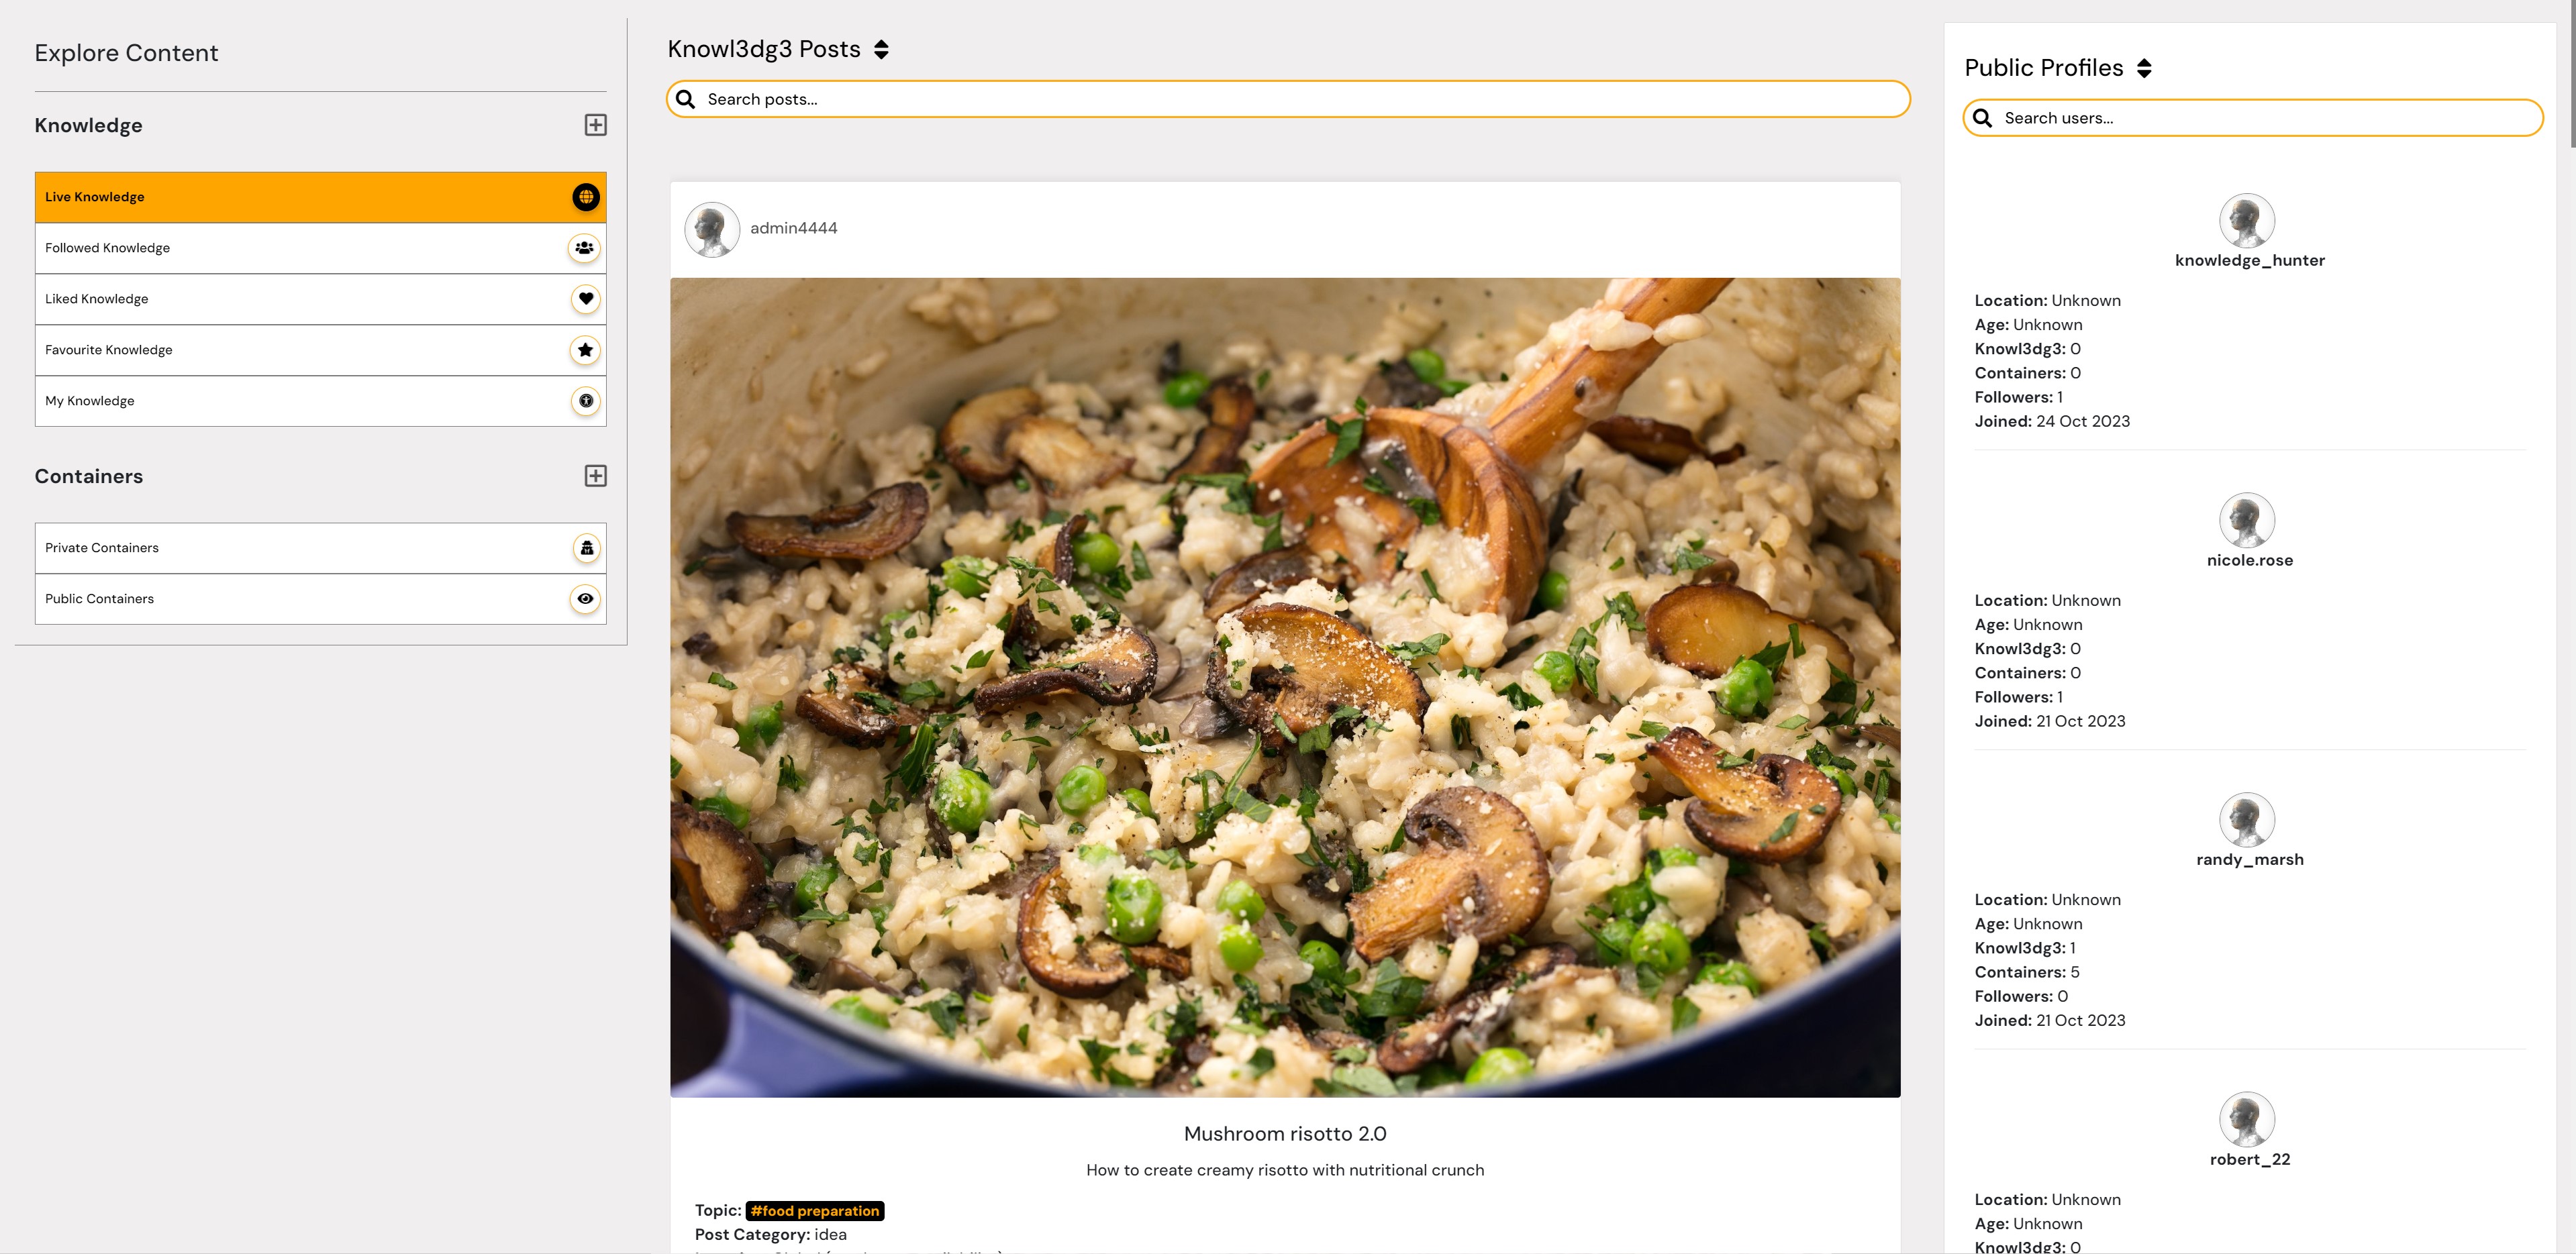 Explore Content
Knowledge
Live Knowledge
Followed Knowledge
Liked Knowledge
Favourite Knowledge
My Knowledge
Containers
Private Containers
Public Containers
Knowl3dg3 Posts
Search posts...
admin4444
Mushroom risotto 2.0
How to create creamy risotto with nutritional crunch
Topic: #food preparation
Post Category: idea
Public Profiles
Search users...
knowledge_hunter
Location: Unknown
Age: Unknown
Knowl3dg3: 0
Containers: 0
Followers: 1
Joined: 24 Oct 2023
nicole.rose
Location: Unknown
Age: Unknown
Knowl3dg3: 0
Containers: 0
Followers: 1
Joined: 21 Oct 2023
randy_marsh
Location: Unknown
Age: Unknown
Knowl3dg3: 1
Containers: 5
Followers: 0
Joined: 21 Oct 2023
robert_22
Location: Unknown
Age: Unknown
Knowl3dg3: 0